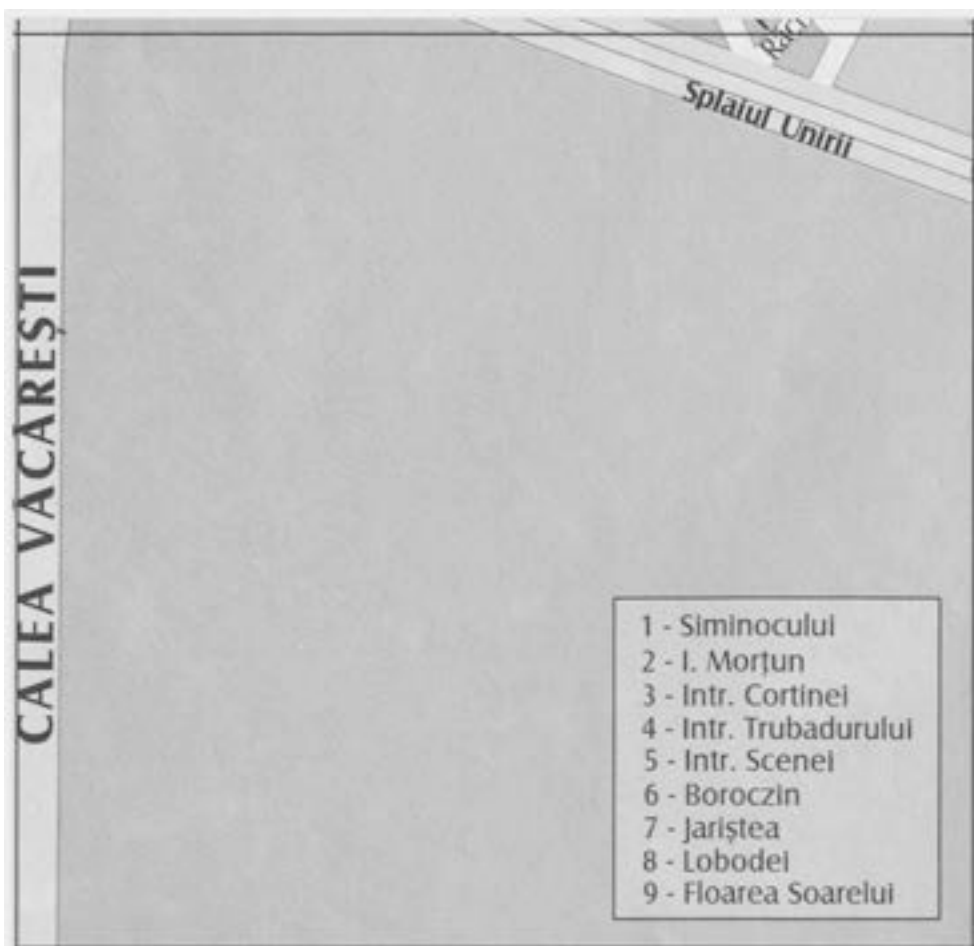 Splaiul Unirii
CALEA VĂCĂREȘTI
1 - Siminocului
2 - I. Morțun
3 - Intr. Cortinei
4 - Intr. Trubadurului
5 - Intr. Scenei
6 - Boroczin
7 - Jariștea
8 - Lobodei
9 - Floarea Soarelui